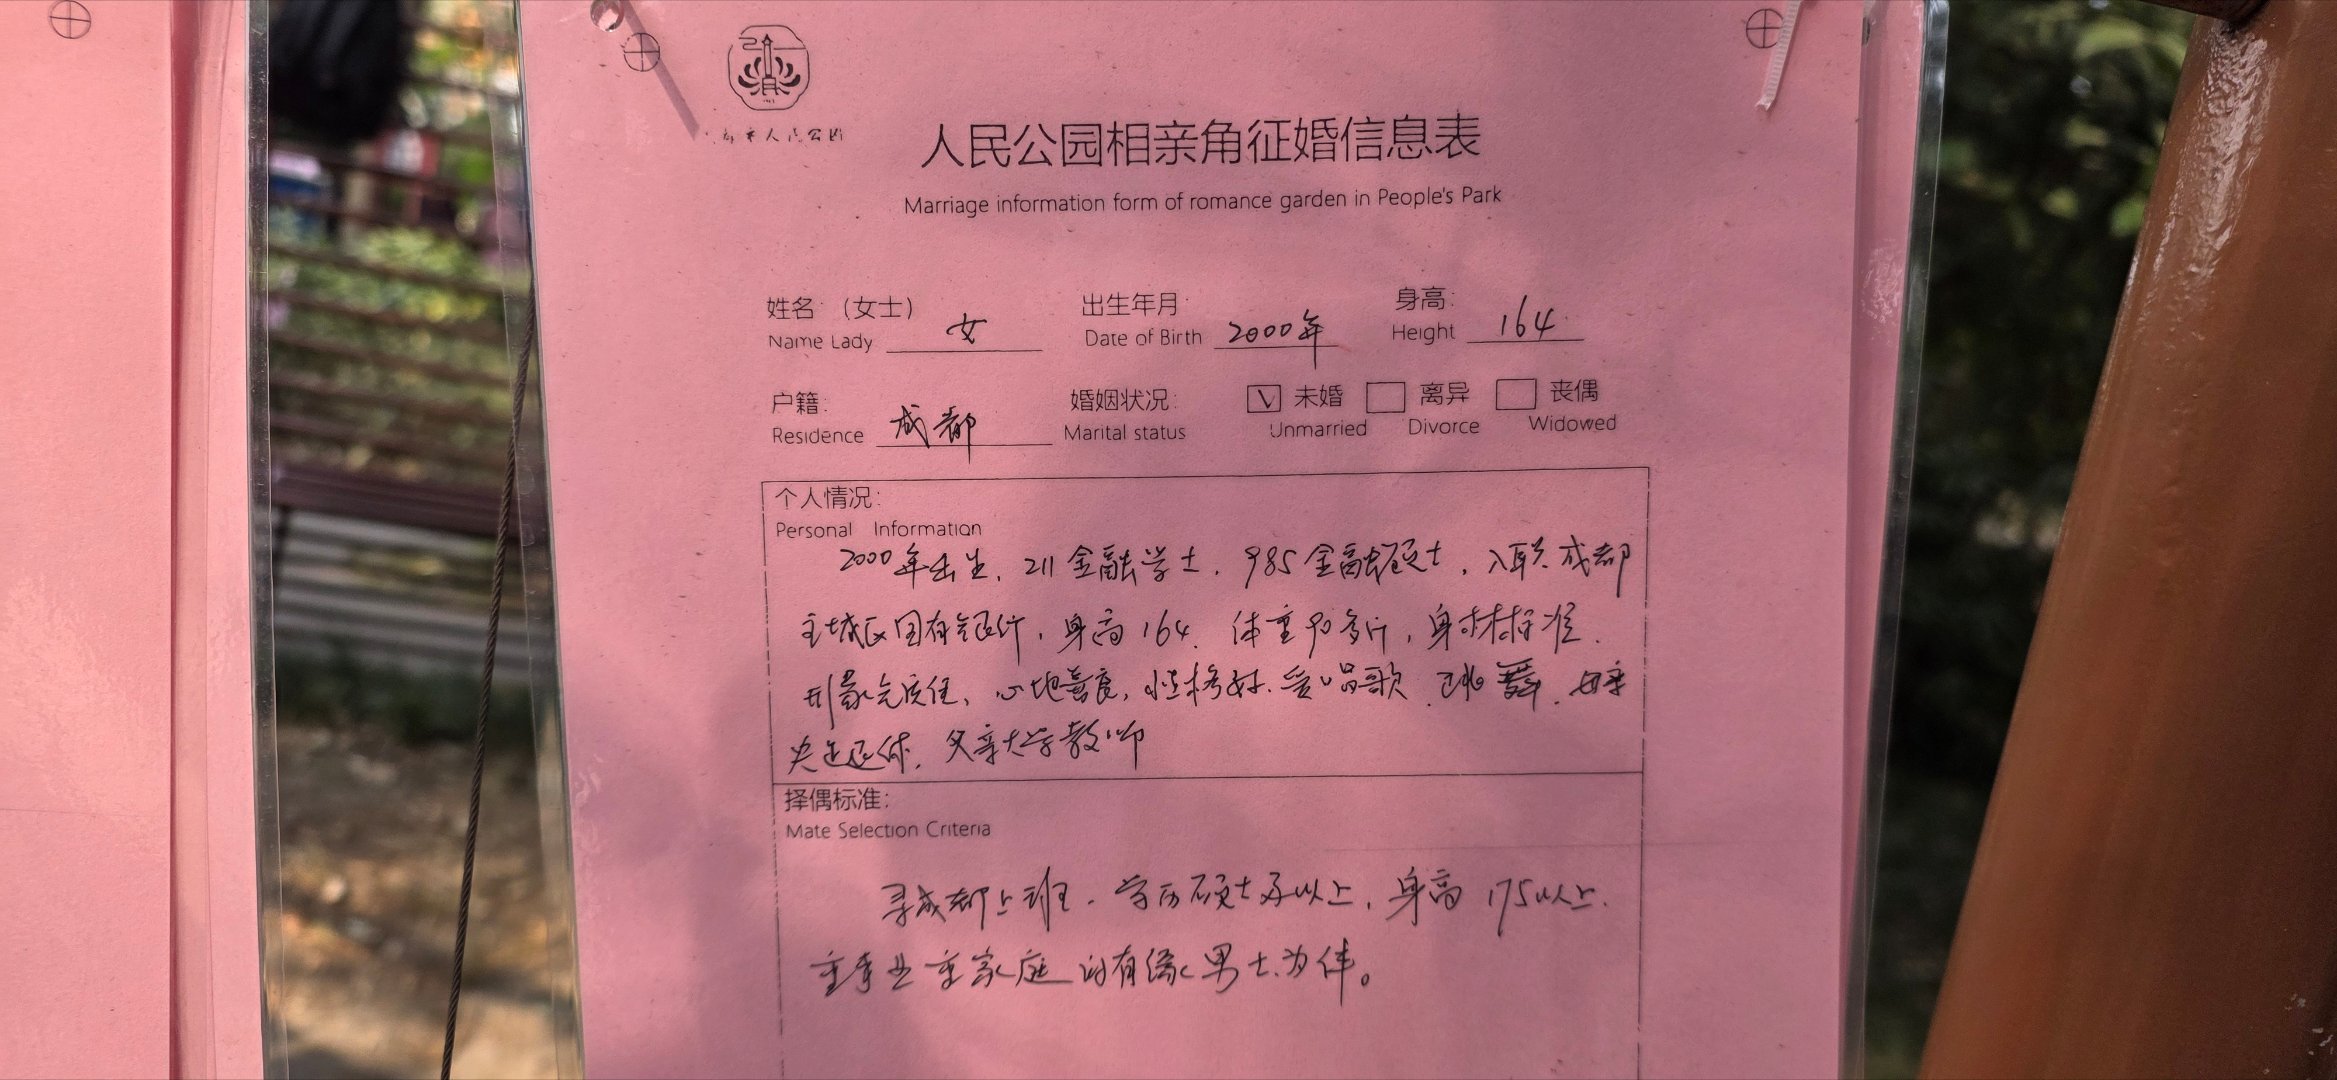 人民公园
人民公园相亲角征婚信息表
Marriage information form of romance garden in People's Park
姓名:(女士) 女 出生年月: 2000年 身高: 164
Name Lady Date of Birth Height
户籍: 成都 婚姻状况: 未婚 离异 丧偶
Residence Marital status Unmarried Divorce Widowed
个人情况:
Personal Information
2000年出生, 211金融学士, 985金融硕士, 入职成都
主城区国有银行, 身高164, 体重90多斤, 身材标准,
形象气质佳、心地善良, 性格好, 爱唱歌、跳舞, 母亲
央企退休, 父亲大学教师
择偶标准:
Mate Selection Criteria
寻成都上班, 学历硕士及以上, 身高175以上,
重事业重家庭的有缘男士为伴。